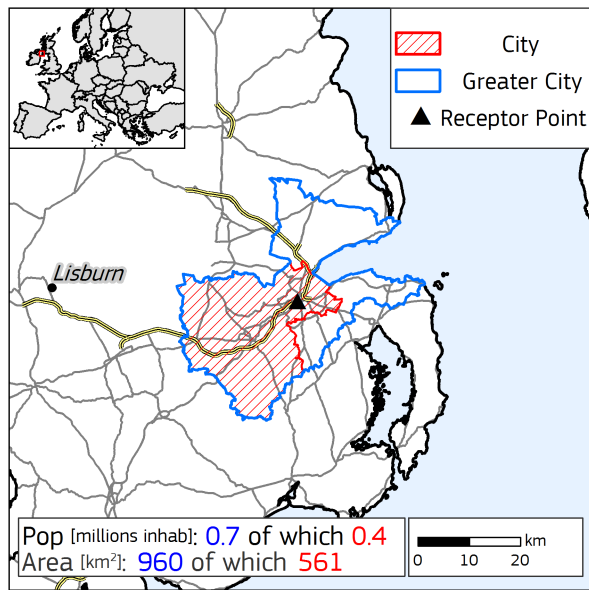 City
Greater City
Receptor Point
Lisburn
Pop [millions inhab]: 0.7 of which 0.4
Area [km²]: 960 of which 561
km
0 10 20